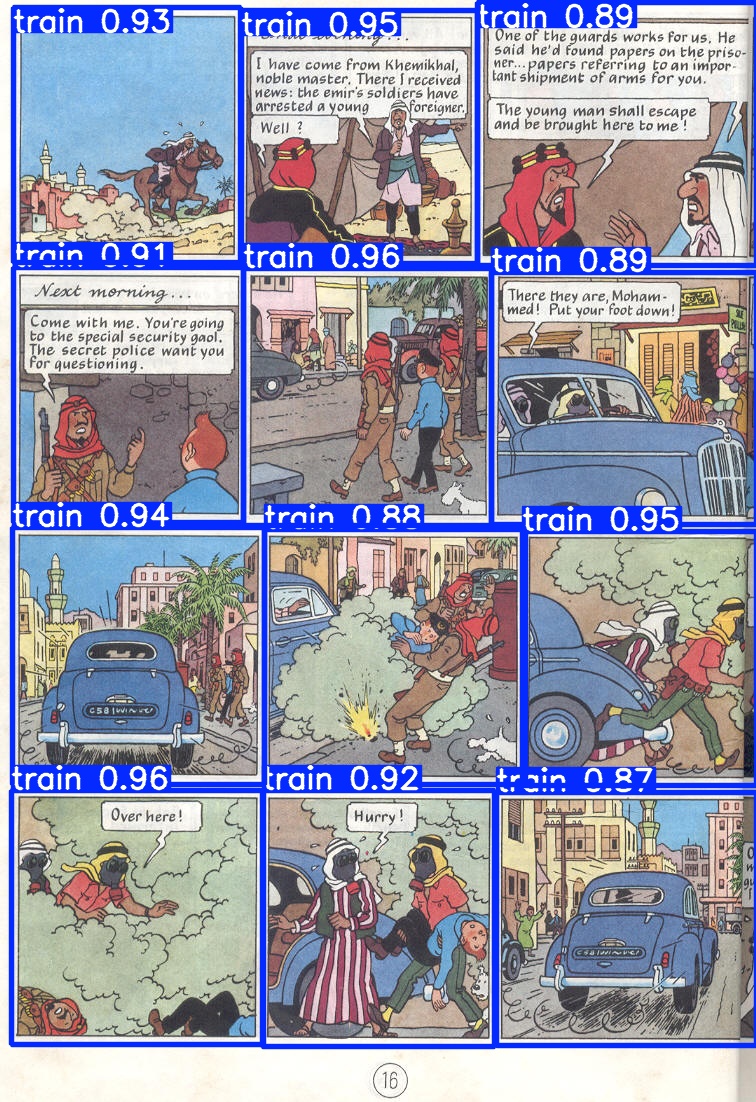 train 0.93
train 0.95
train 0.89
I have come from Khemikhal,
noble master. There I received
news: the emir's soldiers have
arrested a young foreigner.
Well ?
One of the guards works for us. He
said he'd found papers on the priso-
ner... papers referring to an impor-
tant shipment of arms for you.
The young man shall escape
and be brought here to me !
train 0.91
train 0.96
train 0.89
Next morning...
Come with me. You're going
to the special security gaol.
The secret police want you
for questioning.
There they are, Moham-
med! Put your foot down!
train 0.94
train 0.88
train 0.95
train 0.96
train 0.92
train 0.87
Over here!
Hurry !
16